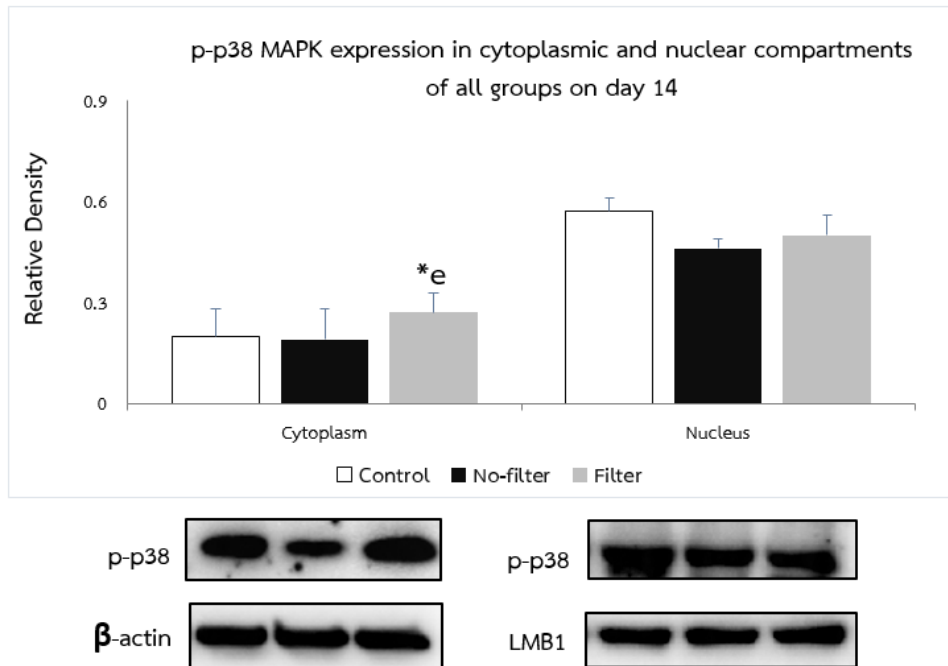 p-p38 MAPK expression in cytoplasmic and nuclear compartments
of all groups on day 14
Relative Density
0.9
0.6
0.3
0
*e
Cytoplasm
Nucleus
Control
No-filter
Filter
p-p38
β-actin
p-p38
LMB1